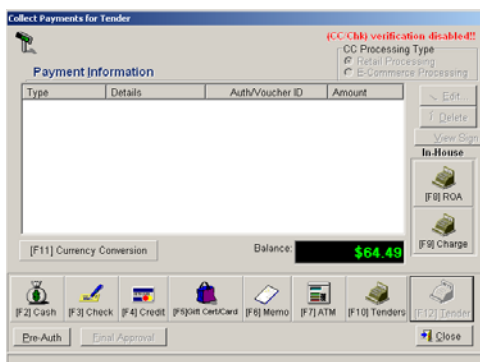 Collect Payments for Tender
(CC/Chk) verification disabled!!
CC Processing Type
Retail Processing
E-Commerce Processing
Payment Information
Type Details Auth/Voucher ID Amount
Edit...
Delete
View Sign
In-House
[F8] ROA
[F9] Charge
[F11] Currency Conversion
Balance: $64.49
[F2] Cash [F3] Check [F4] Credit [F5]Gift Cert/Card [F6] Memo [F7] ATM [F10] Tenders [F12] Tender
Pre-Auth Final Approval Close